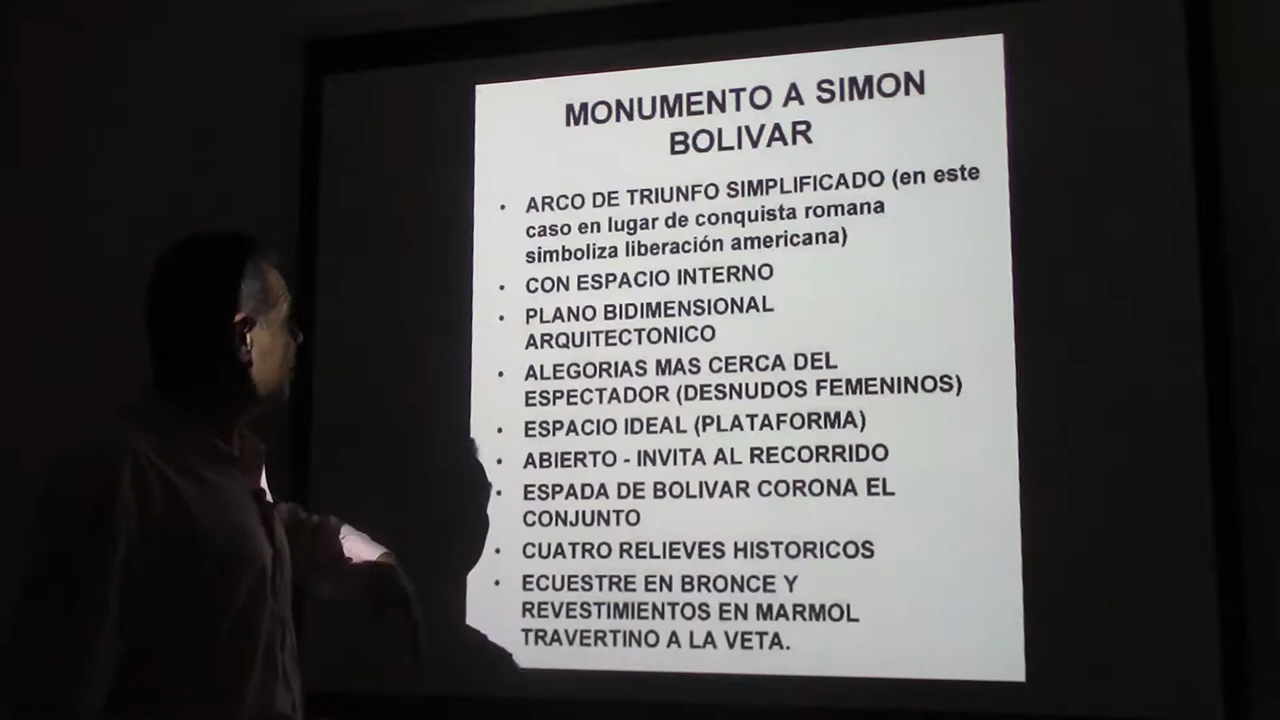 MONUMENTO A SIMON
BOLIVAR
• ARCO DE TRIUNFO SIMPLIFICADO (en este
caso en lugar de conquista romana
simboliza liberación americana)
• CON ESPACIO INTERNO
• PLANO BIDIMENSIONAL
ARQUITECTONICO
• ALEGORIAS MAS CERCA DEL
ESPECTADOR (DESNUDOS FEMENINOS)
• ESPACIO IDEAL (PLATAFORMA)
• ABIERTO - INVITA AL RECORRIDO
• ESPADA DE BOLIVAR CORONA EL
CONJUNTO
• CUATRO RELIEVES HISTORICOS
• ECUESTRE EN BRONCE Y
REVESTIMIENTOS EN MARMOL
TRAVERTINO A LA VETA.